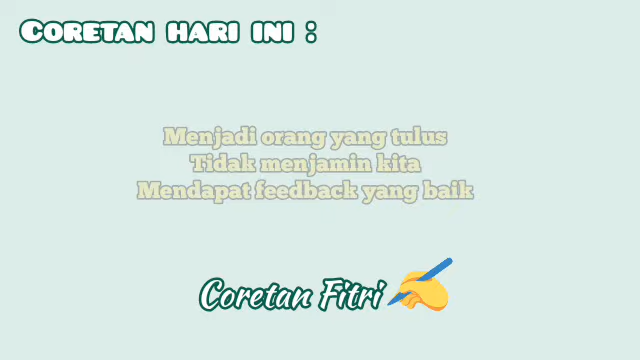 Coretan hari ini :
Menjadi orang yang tulus
Tidak menjamin kita
Mendapat feedback yang baik
Coretan Fitri